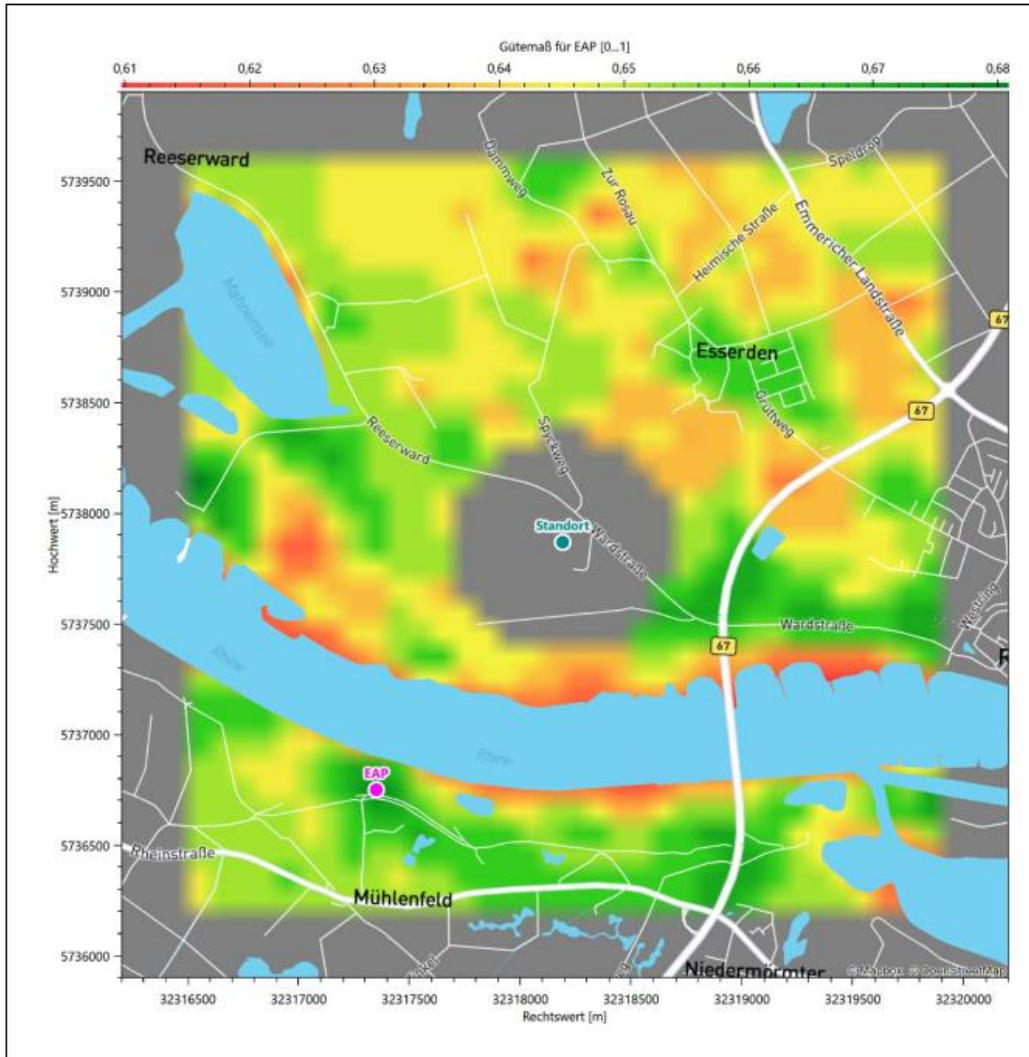 Gütemaß für EAP [0...1]
0,61 0,62 0,63 0,64 0,65 0,66 0,67 0,68
Reeserward
Speldrop
5739500
Dammweg
Zur Rosau
Heimische Straße
Emmericher Landstraße
5739000
Mahnensee
67
Esserden
5738500
67
Grüttweg
Reeserward
Spyckweg
5738000
Standort
Wardstraße
Hochwert [m]
5737500
Wardstraße
Westring
67
R
Rhine
5737000
Rhine
EAP
5736500
Rheinstraße
Mühlenfeld
5736000
Niedermörmter
© Mapbox © OpenStreetMap
32316500 32317000 32317500 32318000 32318500 32319000 32319500 32320000
Rechtswert [m]